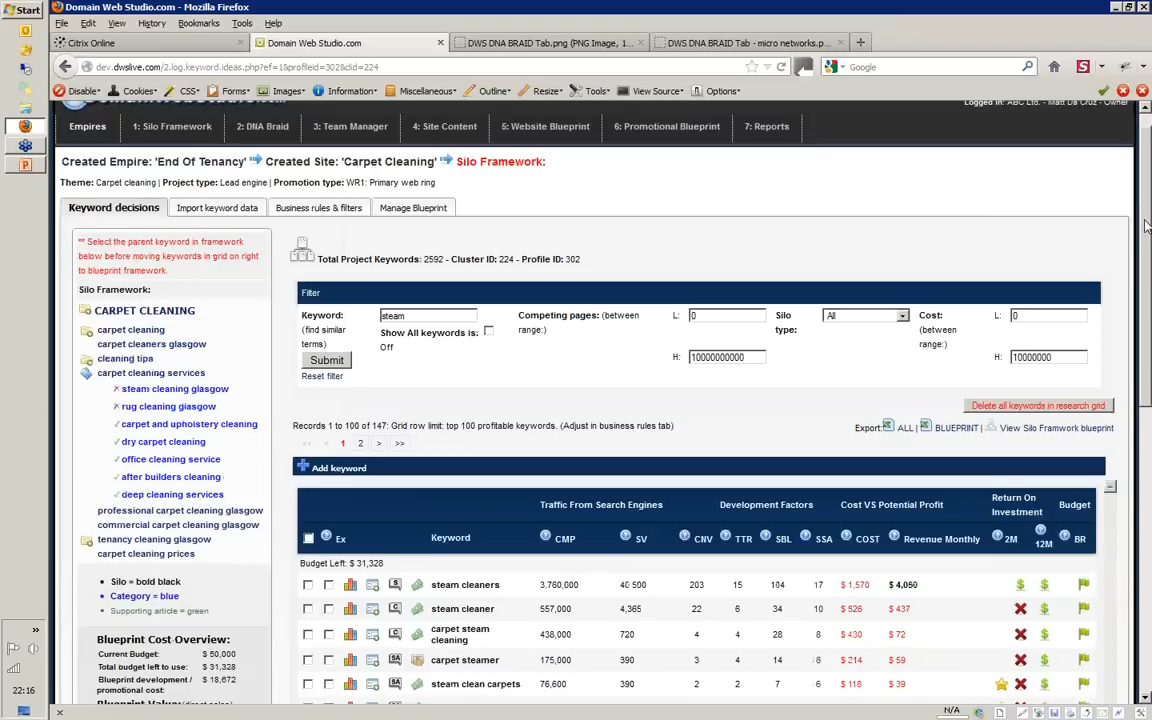 Start
Domain Web Studio.com - Mozilla Firefox
File Edit View History Bookmarks Tools Help
Citrix Online
Domain Web Studio.com
DWS DNA BRAID Tab.png (PNG Image, 1...
DWS DNA BRAID Tab - micro networks.p...
dev.dwslive.com/2.log.keyword.ideas.php?ef=1&profileid=302&clid=224
Google
Disable Cookies CSS Forms Images Information Miscellaneous Outline Resize Tools View Source Options
Logged in: ABC Ltd. - Matt Da Cruz - Owner
Empires 1: Silo Framework 2: DNA Braid 3: Team Manager 4: Site Content 5: Website Blueprint 6: Promotional Blueprint 7: Reports
Created Empire: 'End Of Tenancy' Created Site: 'Carpet Cleaning' Silo Framework:
Theme: Carpet cleaning | Project type: Lead engine | Promotion type: WR1: Primary web ring
Keyword decisions Import keyword data Business rules & filters Manage Blueprint
** Select the parent keyword in framework
below before moving keywords in grid on right
to blueprint framework.
Silo Framework:
CARPET CLEANING
carpet cleaning
carpet cleaners glasgow
cleaning tips
carpet cleaning services
steam cleaning glasgow
rug cleaning glasgow
carpet and upholstery cleaning
dry carpet cleaning
office cleaning service
after builders cleaning
deep cleaning services
professional carpet cleaning glasgow
commercial carpet cleaning glasgow
tenancy cleaning glasgow
carpet cleaning prices
Silo = bold black
Category = blue
Supporting article = green
Blueprint Cost Overview:
Current Budget: $ 50,000
Total budget left to use: $ 31,328
Blueprint development / $ 18,672
promotional cost:
Total Project Keywords: 2592 - Cluster ID: 224 - Profile ID: 302
Filter
Keyword: steam Competing pages: (between L: 0 Silo All Cost: L: 0
(find similar Show All keywords is: range:) type: (between
terms) Off H: 10000000000 range:) H: 10000000
Submit
Reset filter
Delete all keywords in research grid
Records 1 to 100 of 147: Grid row limit: top 100 profitable keywords. (Adjust in business rules tab)
Export: ALL | BLUEPRINT | View Silo Framwork blueprint
<< < 1 2 > >>
Add keyword
Traffic From Search Engines Development Factors Cost VS Potential Profit Return On Investment Budget
Ex Keyword CMP SV CNV TTR SBL SSA COST Revenue Monthly 2M 12M BR
Budget Left: $ 31,328
S steam cleaners 3,760,000 40 500 203 15 104 17 $ 1,570 $ 4,050 $ $
C steam cleaner 557,000 4,365 22 6 34 10 $ 526 $ 437 $
C carpet steam cleaning 438,000 720 4 4 28 8 $ 430 $ 72 $
SA carpet steamer 175,000 390 3 4 14 8 $ 214 $ 59 $
SA steam clean carpets 76,600 390 2 2 7 6 $ 118 $ 39 $
22:16
N/A